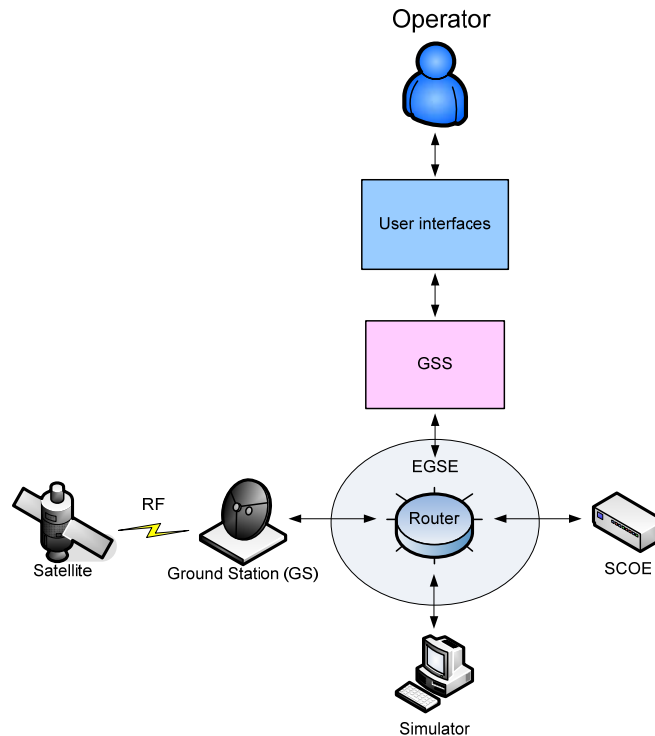 Operator
User interfaces
GSS
EGSE
Router
RF
Satellite
Ground Station (GS)
SCOE
Simulator